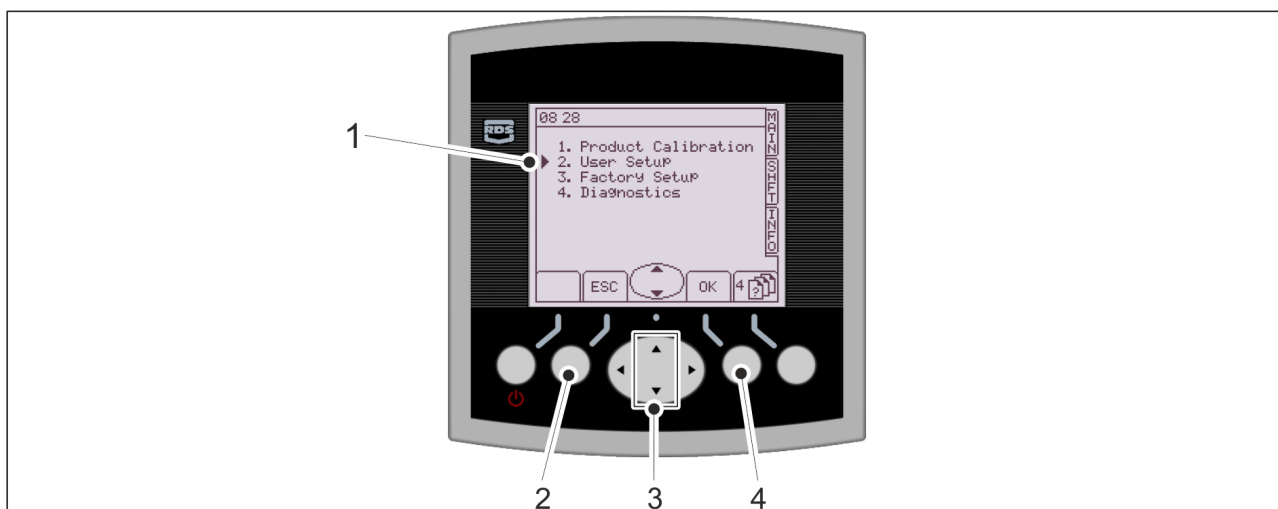 RDS
08 28
MAIN
1. Product Calibration
2. User Setup
3. Factory Setup
4. Diagnostics
SHFT
INFO
ESC
OK
4 ?
1
2
3
4